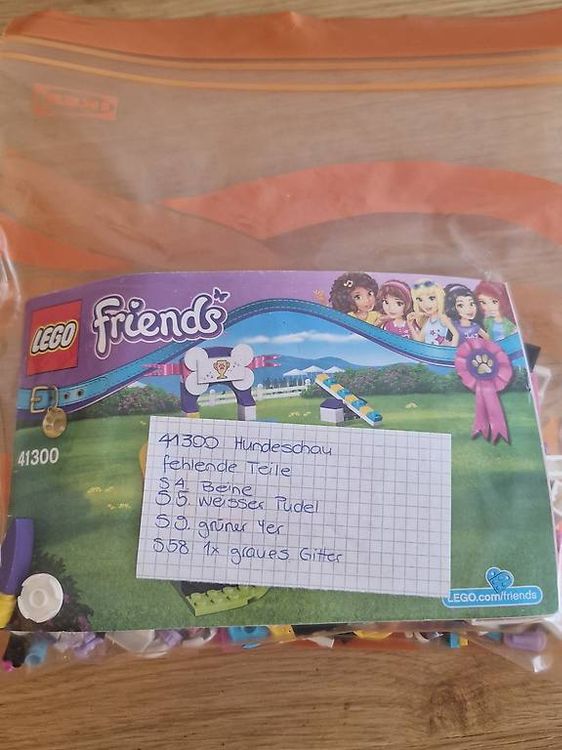 LEGO
friends
41300
41300 Hundeschau
fehlende Teile
S 4. Beine
S 5. weisser Pudel
S 9. grüner 4er
S58 1x graues Gitter
LEGO.com/friends